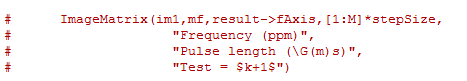 #      ImageMatrix(im1,mf,result->fAxis,[1:M]*stepSize,
#                  "Frequency (ppm)",
#                  "Pulse length (\G(m)s)",
#                  "Test = $k+1$")